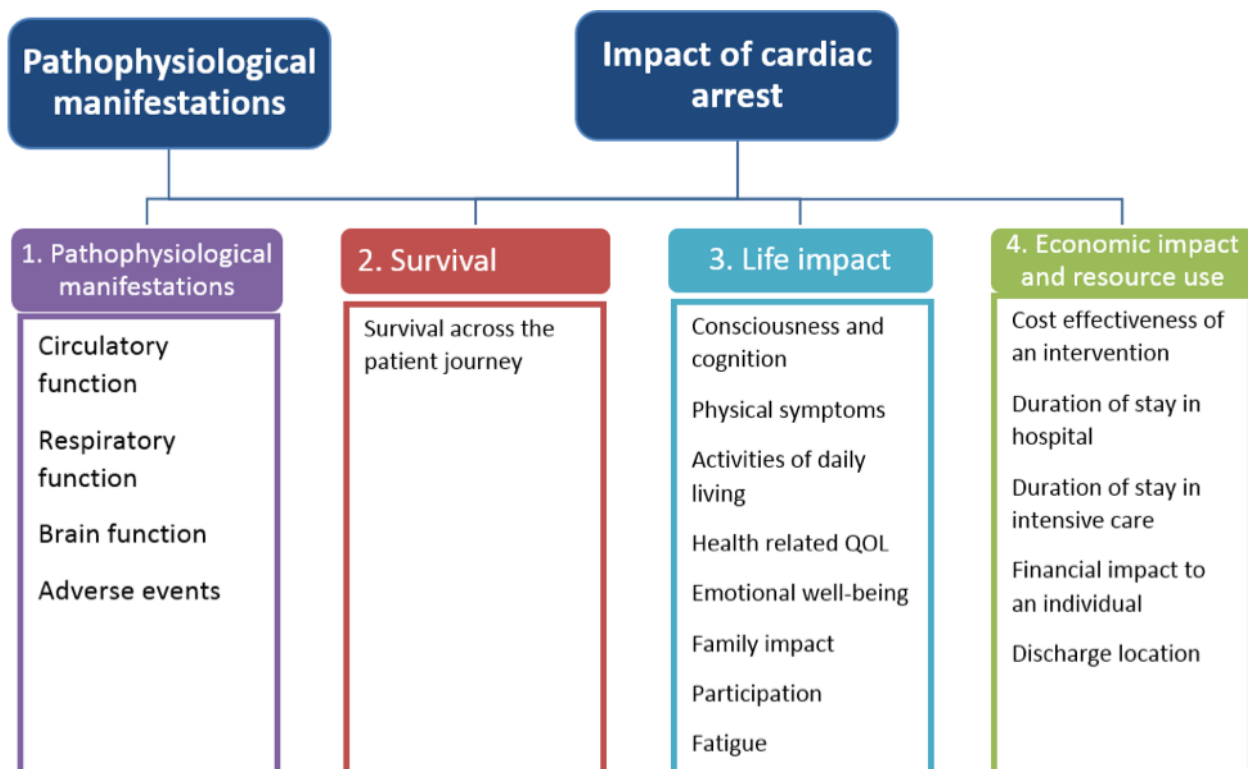 Pathophysiological
manifestations
Impact of cardiac
arrest
1. Pathophysiological
manifestations
Circulatory
function
Respiratory
function
Brain function
Adverse events
2. Survival
Survival across the
patient journey
3. Life impact
Consciousness and
cognition
Physical symptoms
Activities of daily
living
Health related QOL
Emotional well-being
Family impact
Participation
Fatigue
4. Economic impact
and resource use
Cost effectiveness of
an intervention
Duration of stay in
hospital
Duration of stay in
intensive care
Financial impact to
an individual
Discharge location